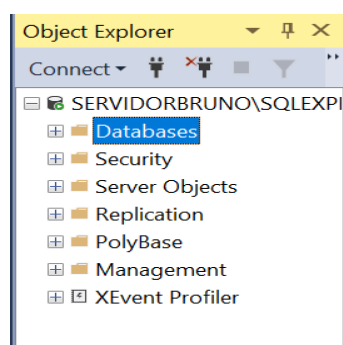 Object Explorer
Connect
SERVIDORBRUNO\SQLEXP
Databases
Security
Server Objects
Replication
PolyBase
Management
XEvent Profiler